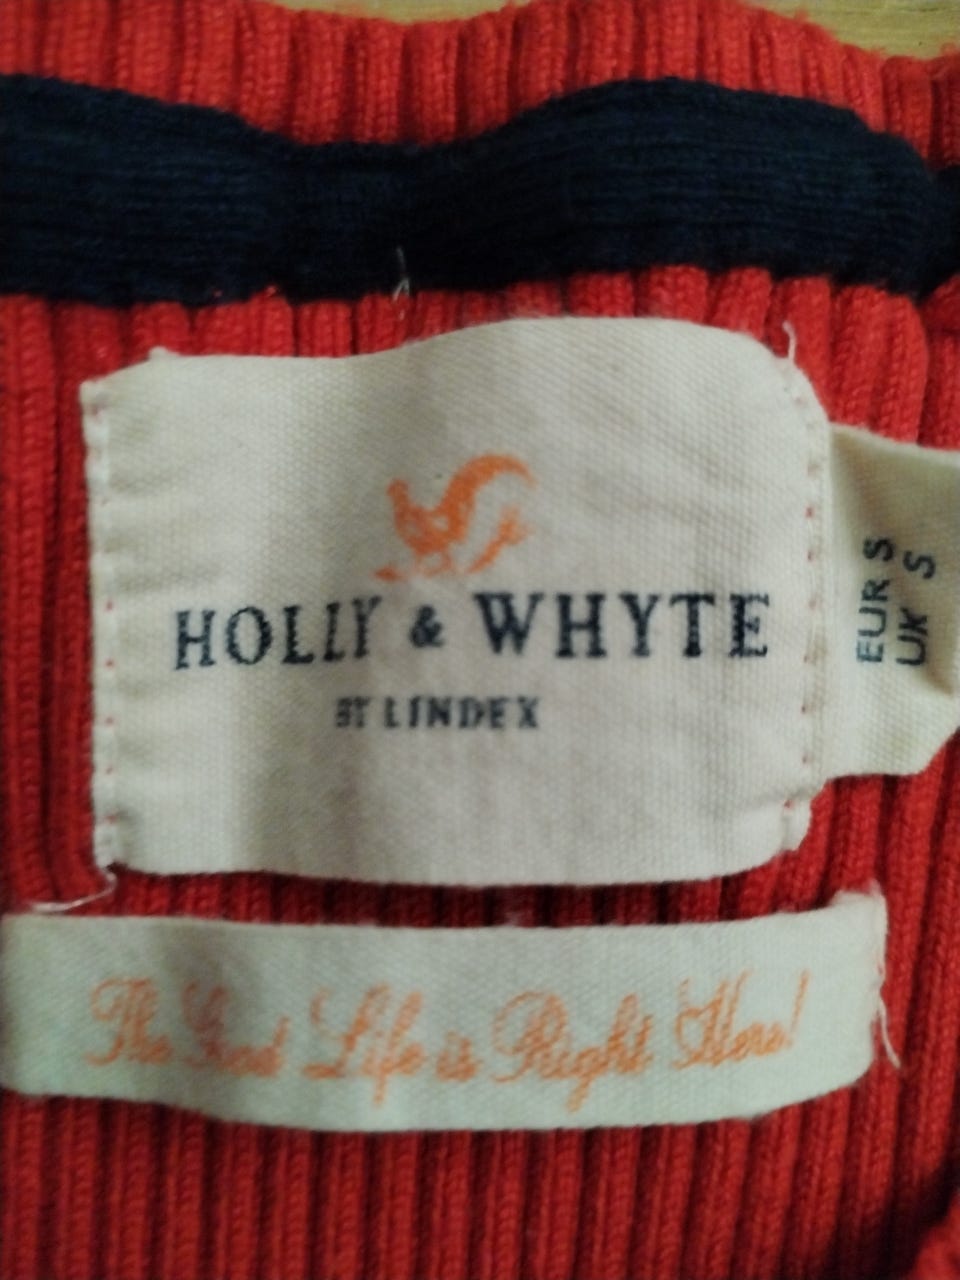 HOLLY & WHYTE
BY LINDEX
EUR S
UK S
The Good Life is Right Here!